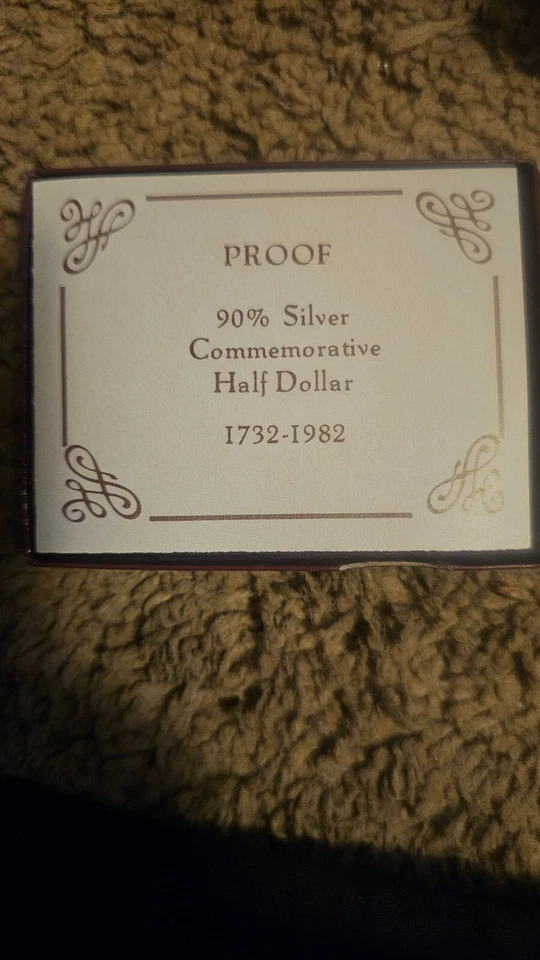 PROOF
90% Silver
Commemorative
Half Dollar
1732-1982